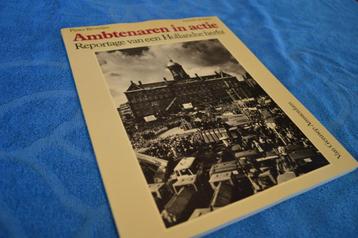 Ambtenaren in actie
Reportage van een Hollandse herfst
Van Gennep Amsterdam